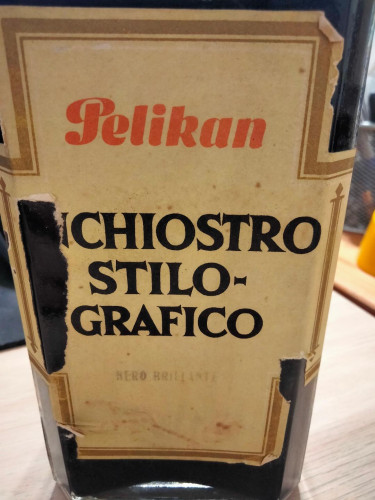 Pelikan
NCHIOSTRO
STILO-
GRAFICO
NERO BRILLANTE